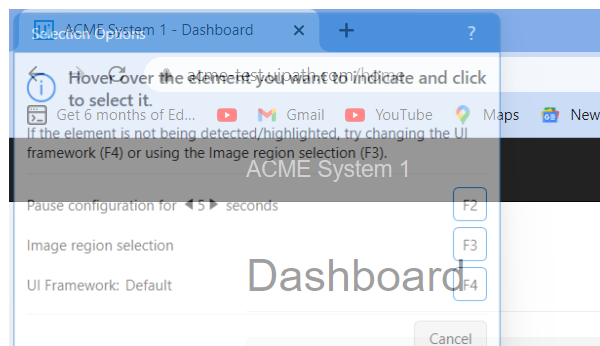 Selection Options
ACME System 1 - Dashboard
?
Hover over the element you want to indicate and click
to select it.
acme-test.uipath.com/home
Get 6 months of Ed...
Gmail
YouTube
Maps
New
If the element is not being detected/highlighted, try changing the UI
framework (F4) or using the Image region selection (F3).
ACME System 1
Pause configuration for 5 seconds
F2
Image region selection
F3
Dashboard
UI Framework: Default
F4
Cancel